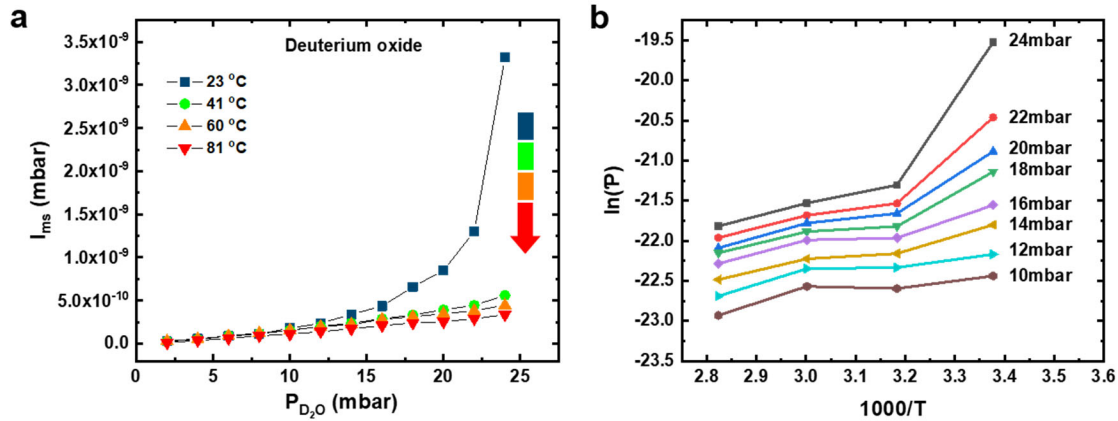 a
Deuterium oxide
23 °C
41 °C
60 °C
81 °C
3.5x10⁻⁹
3.0x10⁻⁹
2.5x10⁻⁹
2.0x10⁻⁹
1.5x10⁻⁹
1.0x10⁻⁹
5.0x10⁻¹⁰
0.0
I_ms (mbar)
0 5 10 15 20 25
P_D₂O (mbar)
b
-19.5
-20.0
-20.5
-21.0
-21.5
-22.0
-22.5
-23.0
-23.5
ln('P)
24mbar
22mbar
20mbar
18mbar
16mbar
14mbar
12mbar
10mbar
2.8 2.9 3.0 3.1 3.2 3.3 3.4 3.5 3.6
1000/T